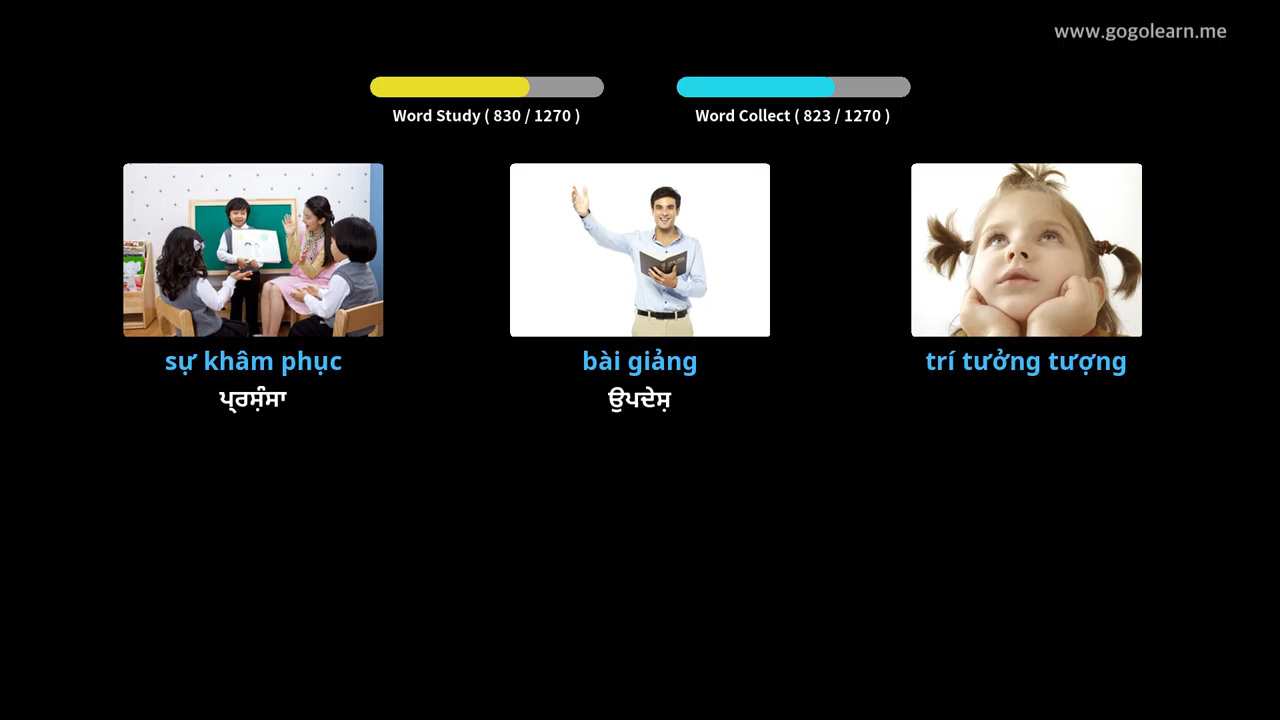 www.gogolearn.me
Word Study ( 830 / 1270 )
Word Collect ( 823 / 1270 )
sự khâm phục
bài giảng
trí tưởng tượng
ਪ੍ਰਸ਼ੰਸਾ
ਉਪਦੇਸ਼